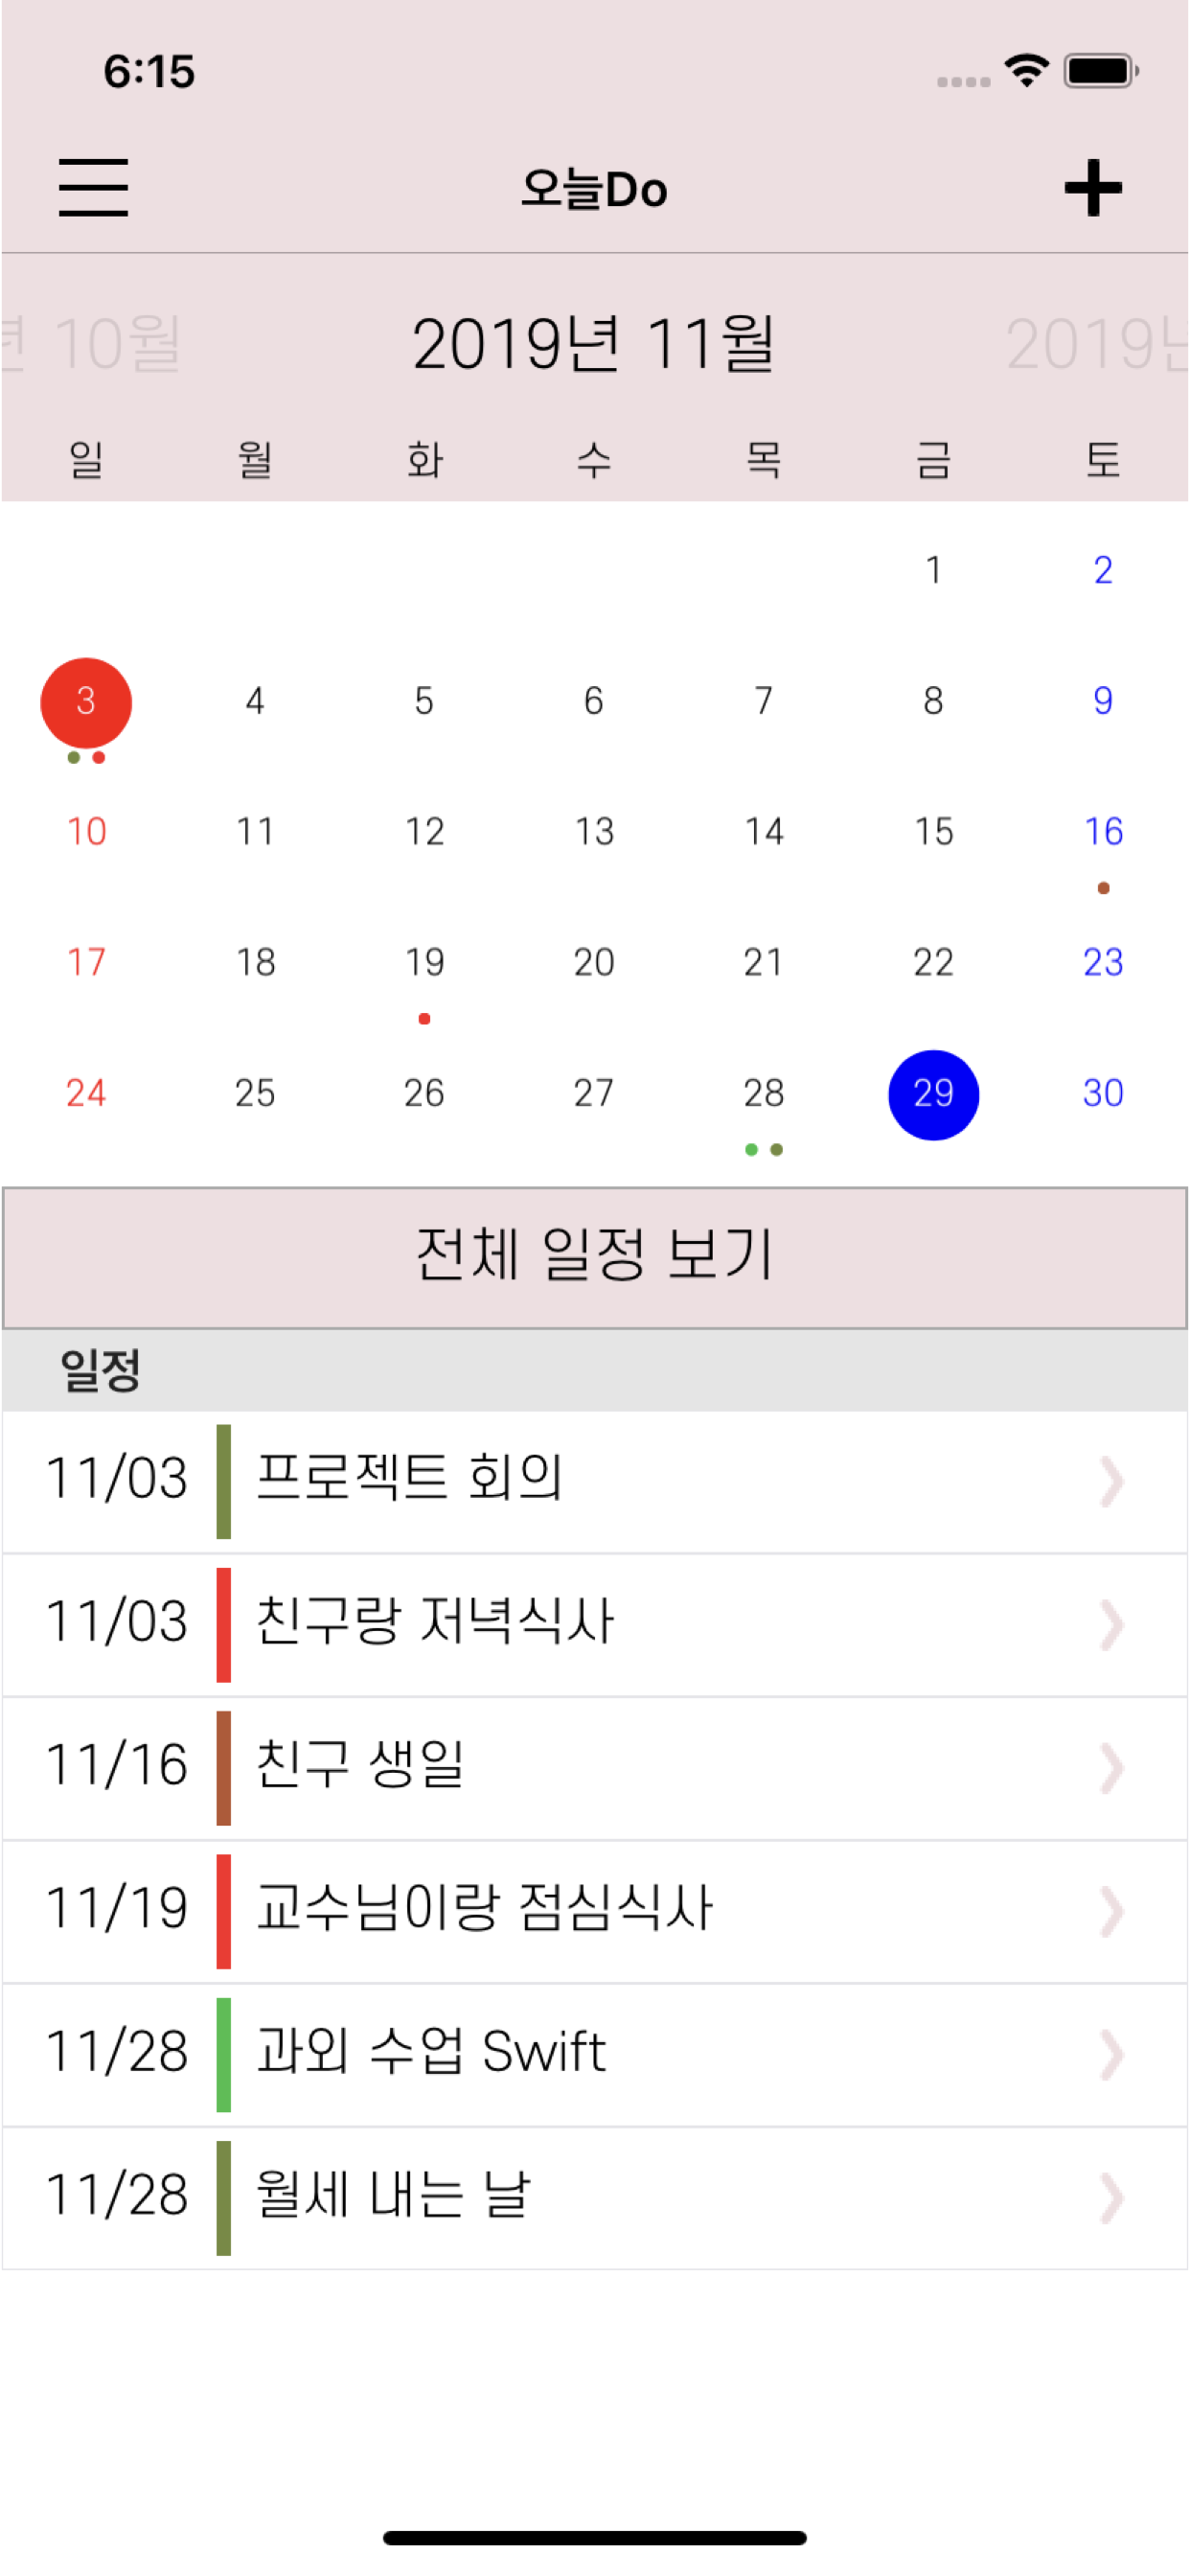 6:15
오늘Do
년 10월 2019년 11월 2019년
일 월 화 수 목 금 토
1 2
3 4 5 6 7 8 9
10 11 12 13 14 15 16
17 18 19 20 21 22 23
24 25 26 27 28 29 30
전체 일정 보기
일정
11/03 프로젝트 회의
11/03 친구랑 저녁식사
11/16 친구 생일
11/19 교수님이랑 점심식사
11/28 과외 수업 Swift
11/28 월세 내는 날